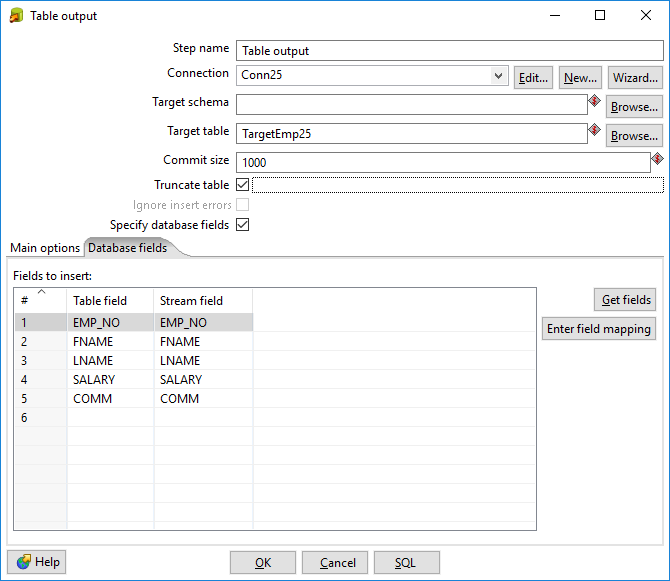 Table output
Step name Table output
Connection Conn25 Edit... New... Wizard...
Target schema Browse...
Target table TargetEmp25 Browse...
Commit size 1000
Truncate table
Ignore insert errors
Specify database fields
Main options Database fields
Fields to insert:
# Table field Stream field
1 EMP_NO EMP_NO
2 FNAME FNAME
3 LNAME LNAME
4 SALARY SALARY
5 COMM COMM
6
Get fields
Enter field mapping
Help OK Cancel SQL